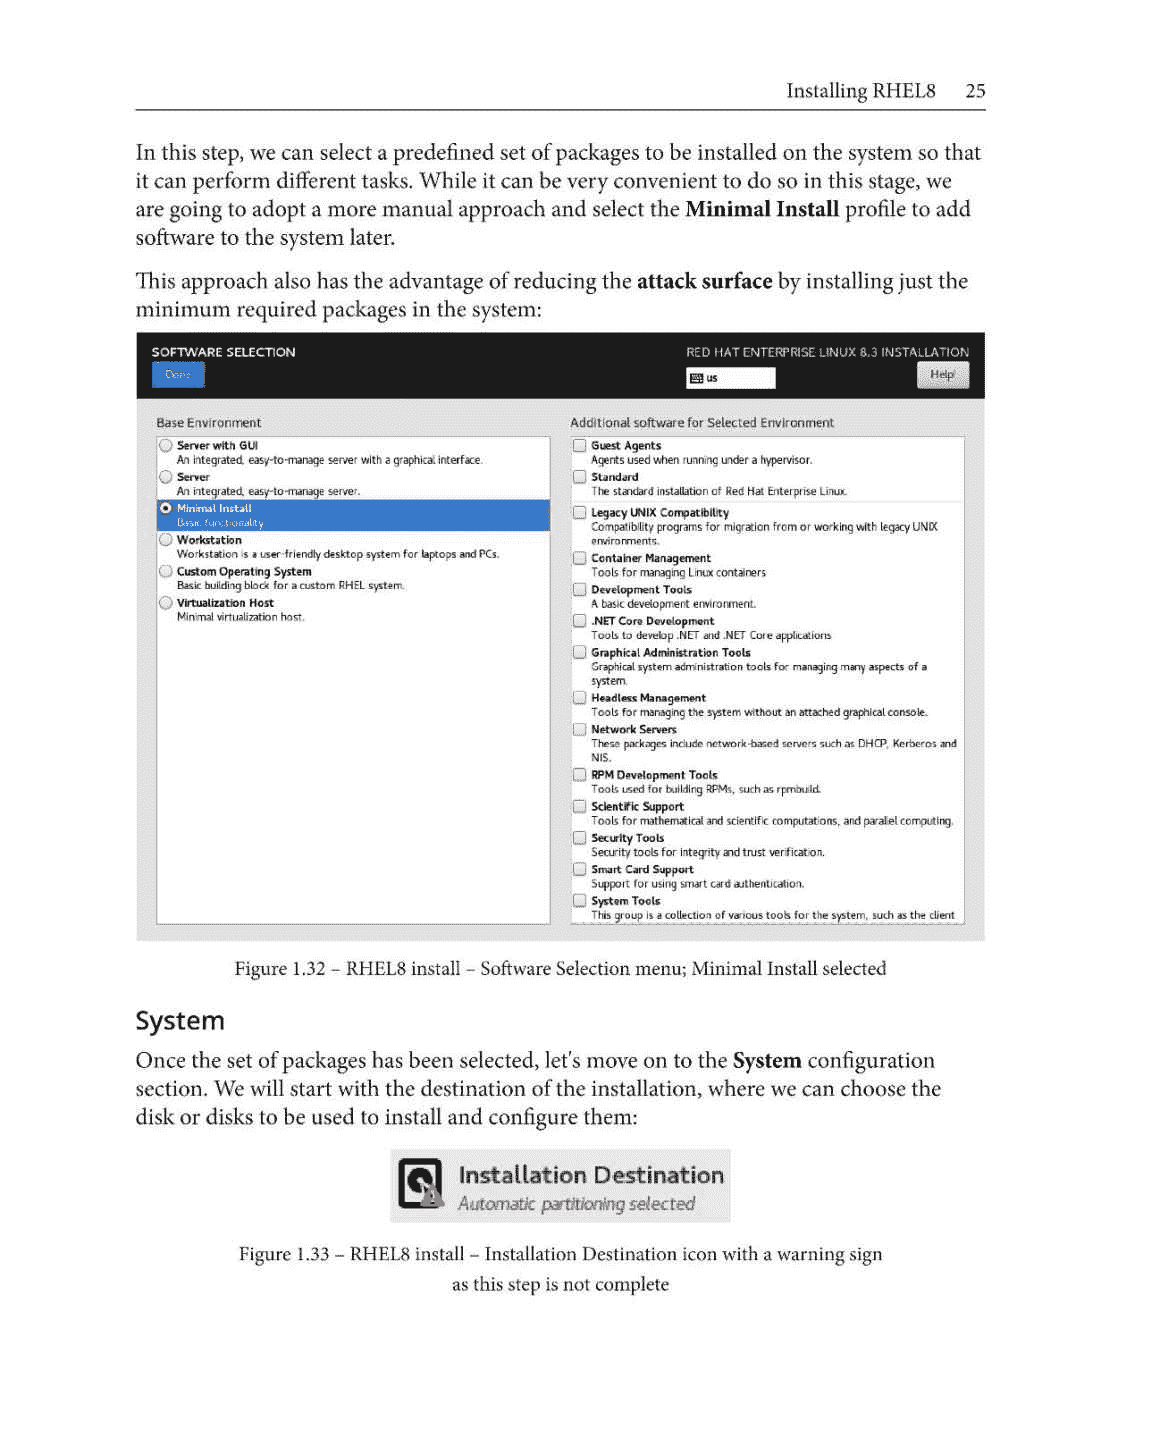 Installing RHEL8 25
In this step, we can select a predefined set of packages to be installed on the system so that
it can perform different tasks. While it can be very convenient to do so in this stage, we
are going to adopt a more manual approach and select the Minimal Install profile to add
software to the system later.
This approach also has the advantage of reducing the attack surface by installing just the
minimum required packages in the system:
SOFTWARE SELECTION
RED HAT ENTERPRISE LINUX 8.3 INSTALLATION
Done
us
Help!
Base Environment
Server with GUI
An integrated, easy-to-manage server with a graphical interface.
Server
An integrated, easy-to-manage server.
Minimal Install
Basic functionality
Workstation
Workstation is a user-friendly desktop system for laptops and PCs.
Custom Operating System
Basic building block for a custom RHEL system.
Virtualization Host
Minimal virtualization host.
Additional software for Selected Environment
Guest Agents
Agents used when running under a hypervisor.
Standard
The standard installation of Red Hat Enterprise Linux.
Legacy UNIX Compatibility
Compatibility programs for migration from or working with legacy UNIX
environments.
Container Management
Tools for managing Linux containers
Development Tools
A basic development environment.
.NET Core Development
Tools to develop .NET and .NET Core applications
Graphical Administration Tools
Graphical system administration tools for managing many aspects of a
system.
Headless Management
Tools for managing the system without an attached graphical console.
Network Servers
These packages include network-based servers such as DHCP, Kerberos and
NIS.
RPM Development Tools
Tools used for building RPMs, such as rpmbuild.
Scientific Support
Tools for mathematical and scientific computations, and parallel computing.
Security Tools
Security tools for integrity and trust verification.
Smart Card Support
Support for using smart card authentication.
System Tools
This group is a collection of various tools for the system, such as the client
Figure 1.32 – RHEL8 install – Software Selection menu; Minimal Install selected
System
Once the set of packages has been selected, let's move on to the System configuration
section. We will start with the destination of the installation, where we can choose the
disk or disks to be used to install and configure them:
Installation Destination
Automatic partitioning selected
Figure 1.33 – RHEL8 install – Installation Destination icon with a warning sign
as this step is not complete